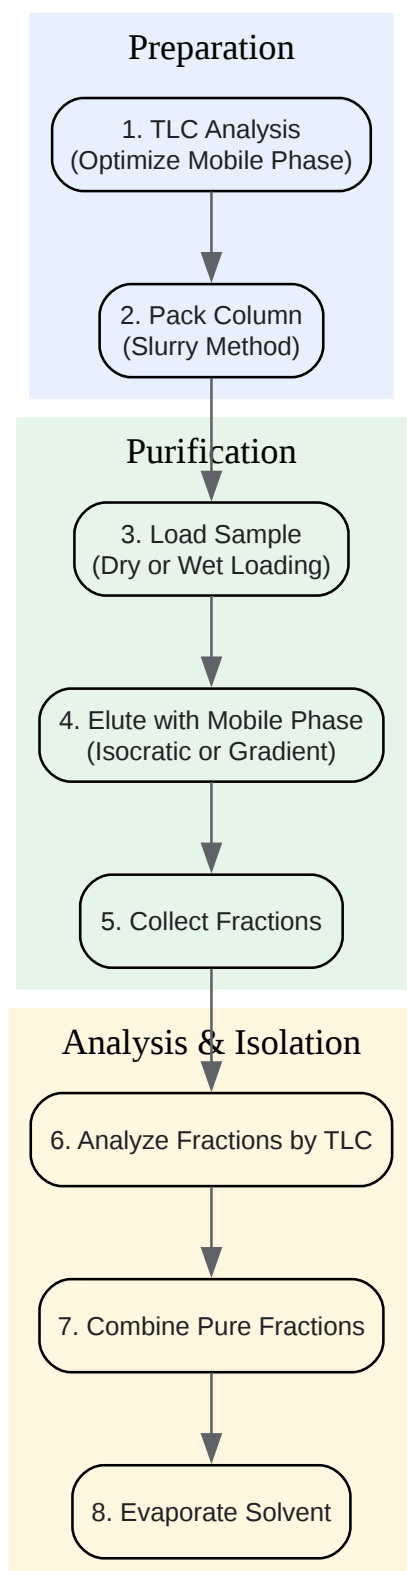 Preparation
1. TLC Analysis
(Optimize Mobile Phase)
2. Pack Column
(Slurry Method)
Purification
3. Load Sample
(Dry or Wet Loading)
4. Elute with Mobile Phase
(Isocratic or Gradient)
5. Collect Fractions
Analysis & Isolation
6. Analyze Fractions by TLC
7. Combine Pure Fractions
8. Evaporate Solvent